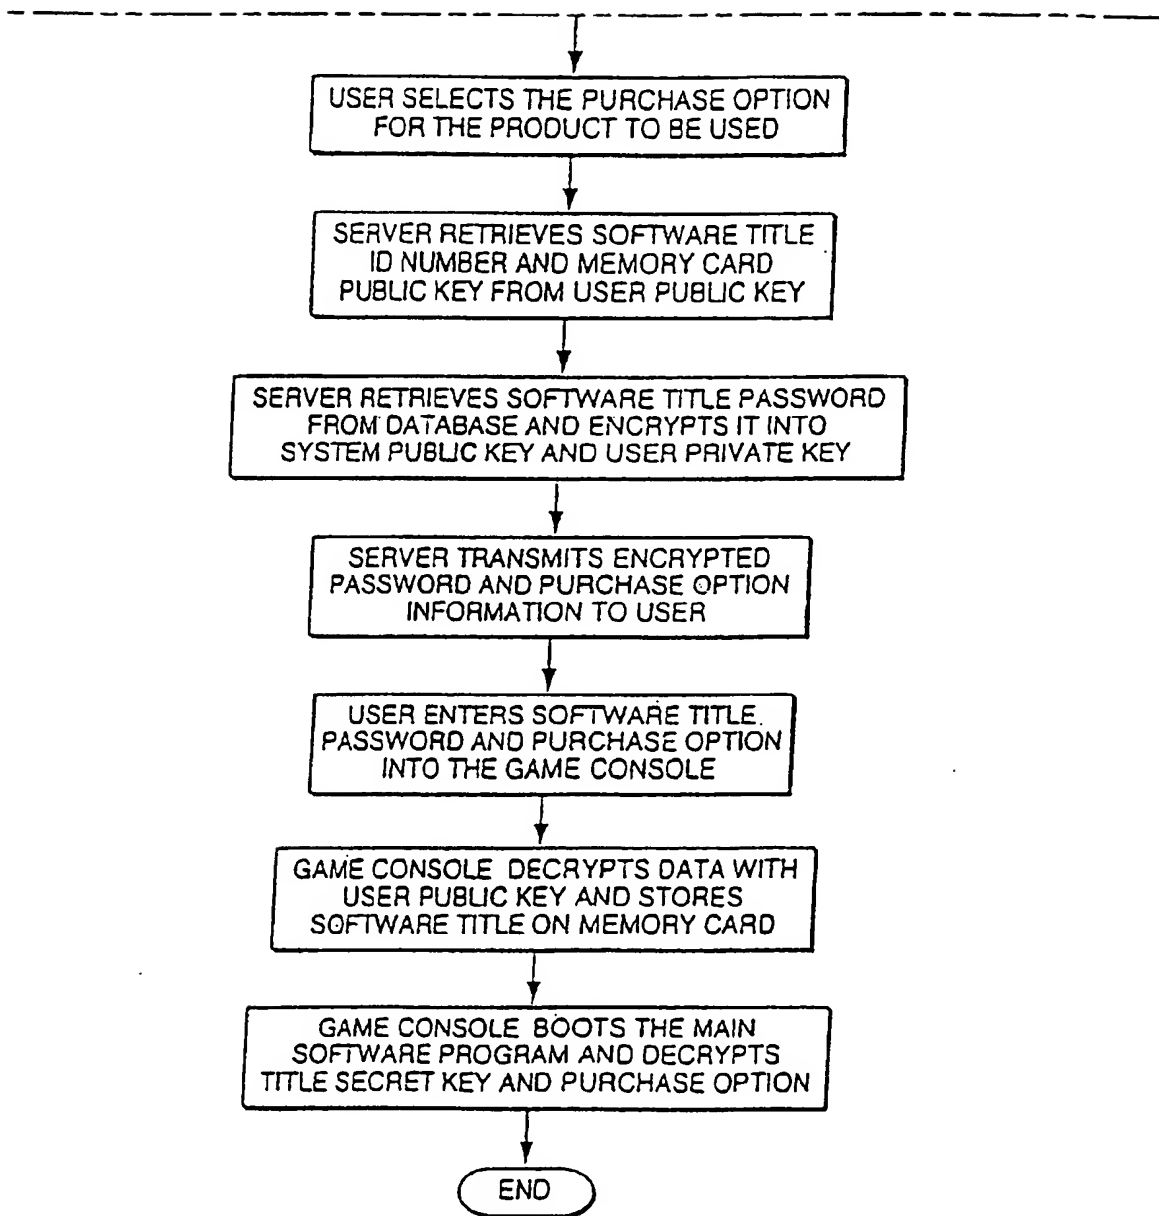 USER SELECTS THE PURCHASE OPTION
FOR THE PRODUCT TO BE USED
SERVER RETRIEVES SOFTWARE TITLE
ID NUMBER AND MEMORY CARD
PUBLIC KEY FROM USER PUBLIC KEY
SERVER RETRIEVES SOFTWARE TITLE PASSWORD
FROM DATABASE AND ENCRYPTS IT INTO
SYSTEM PUBLIC KEY AND USER PRIVATE KEY
SERVER TRANSMITS ENCRYPTED
PASSWORD AND PURCHASE OPTION
INFORMATION TO USER
USER ENTERS SOFTWARE TITLE.
PASSWORD AND PURCHASE OPTION
INTO THE GAME CONSOLE
GAME CONSOLE DECRYPTS DATA WITH
USER PUBLIC KEY AND STORES
SOFTWARE TITLE ON MEMORY CARD
GAME CONSOLE BOOTS THE MAIN
SOFTWARE PROGRAM AND DECRYPTS
TITLE SECRET KEY AND PURCHASE OPTION
END